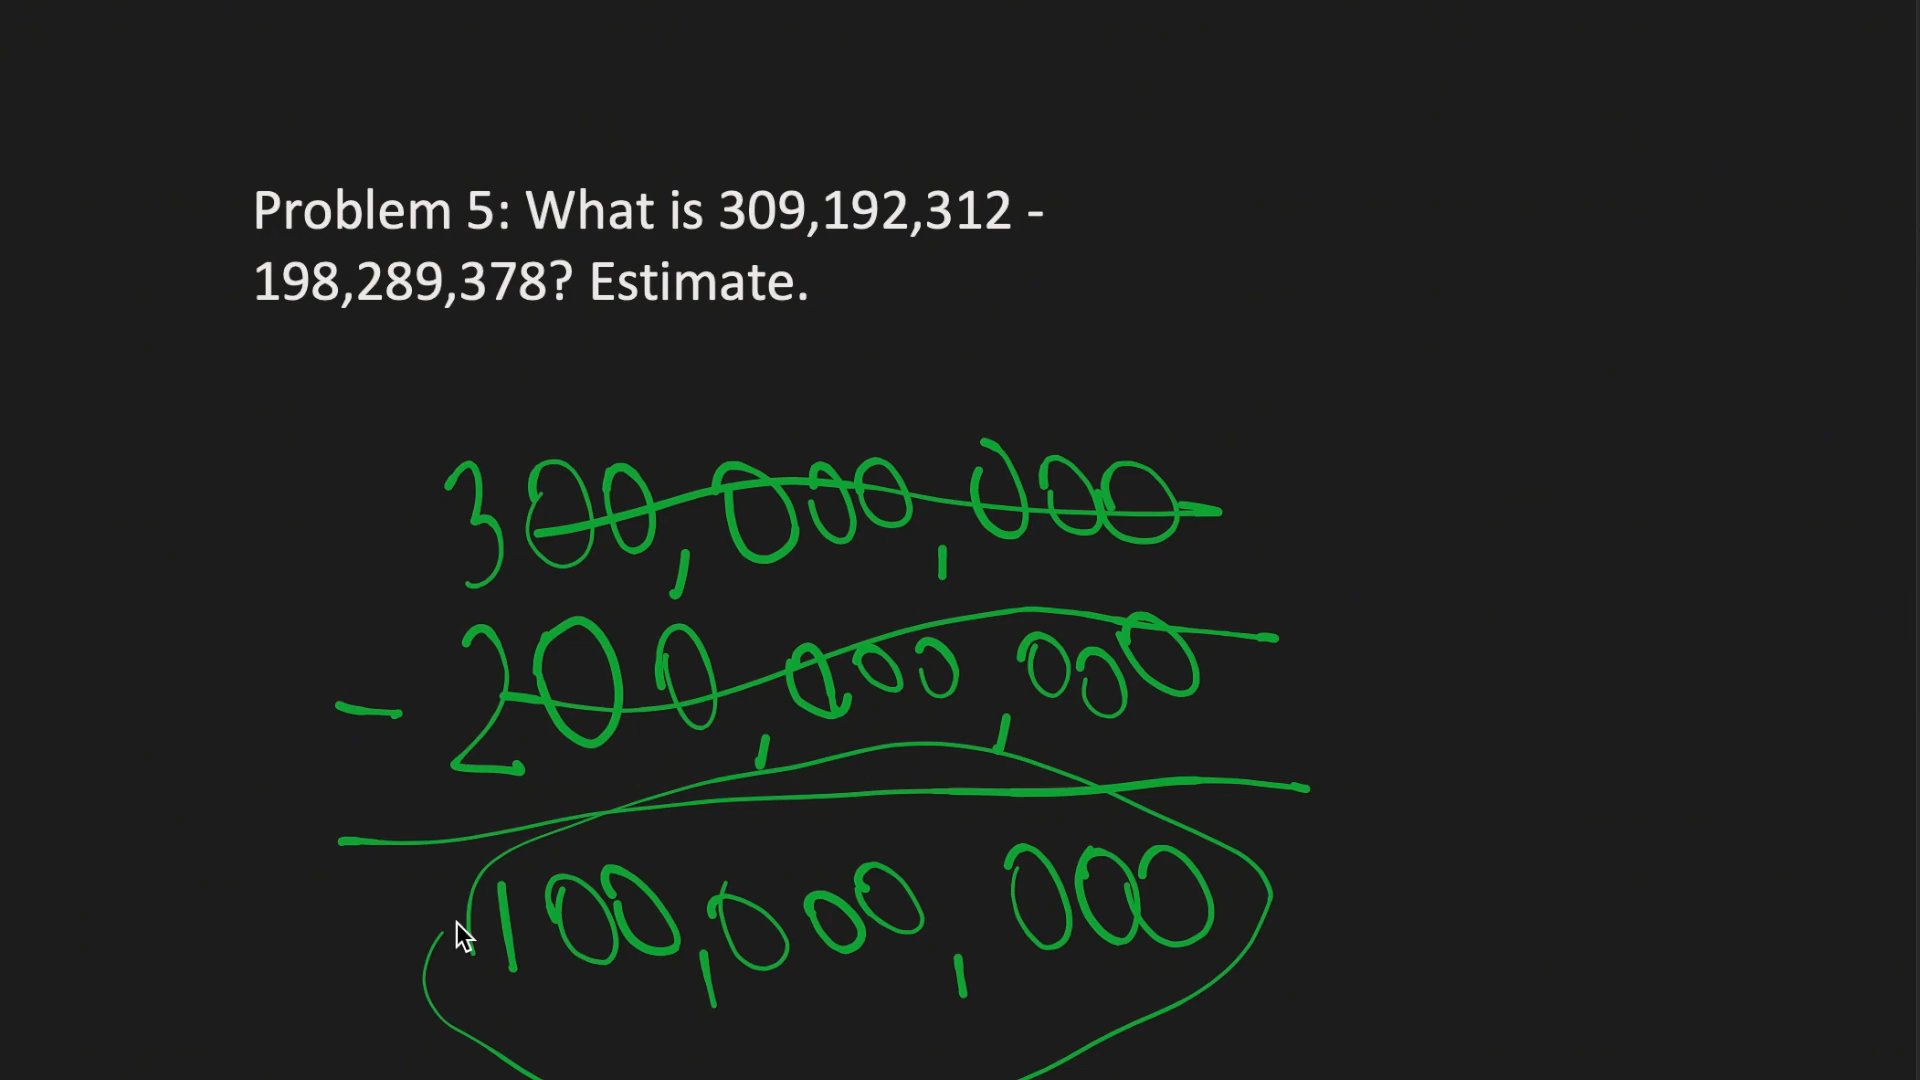 Problem 5: What is 309,192,312 -
198,289,378? Estimate.
300,000,000
- 200,000,000
100,000,000